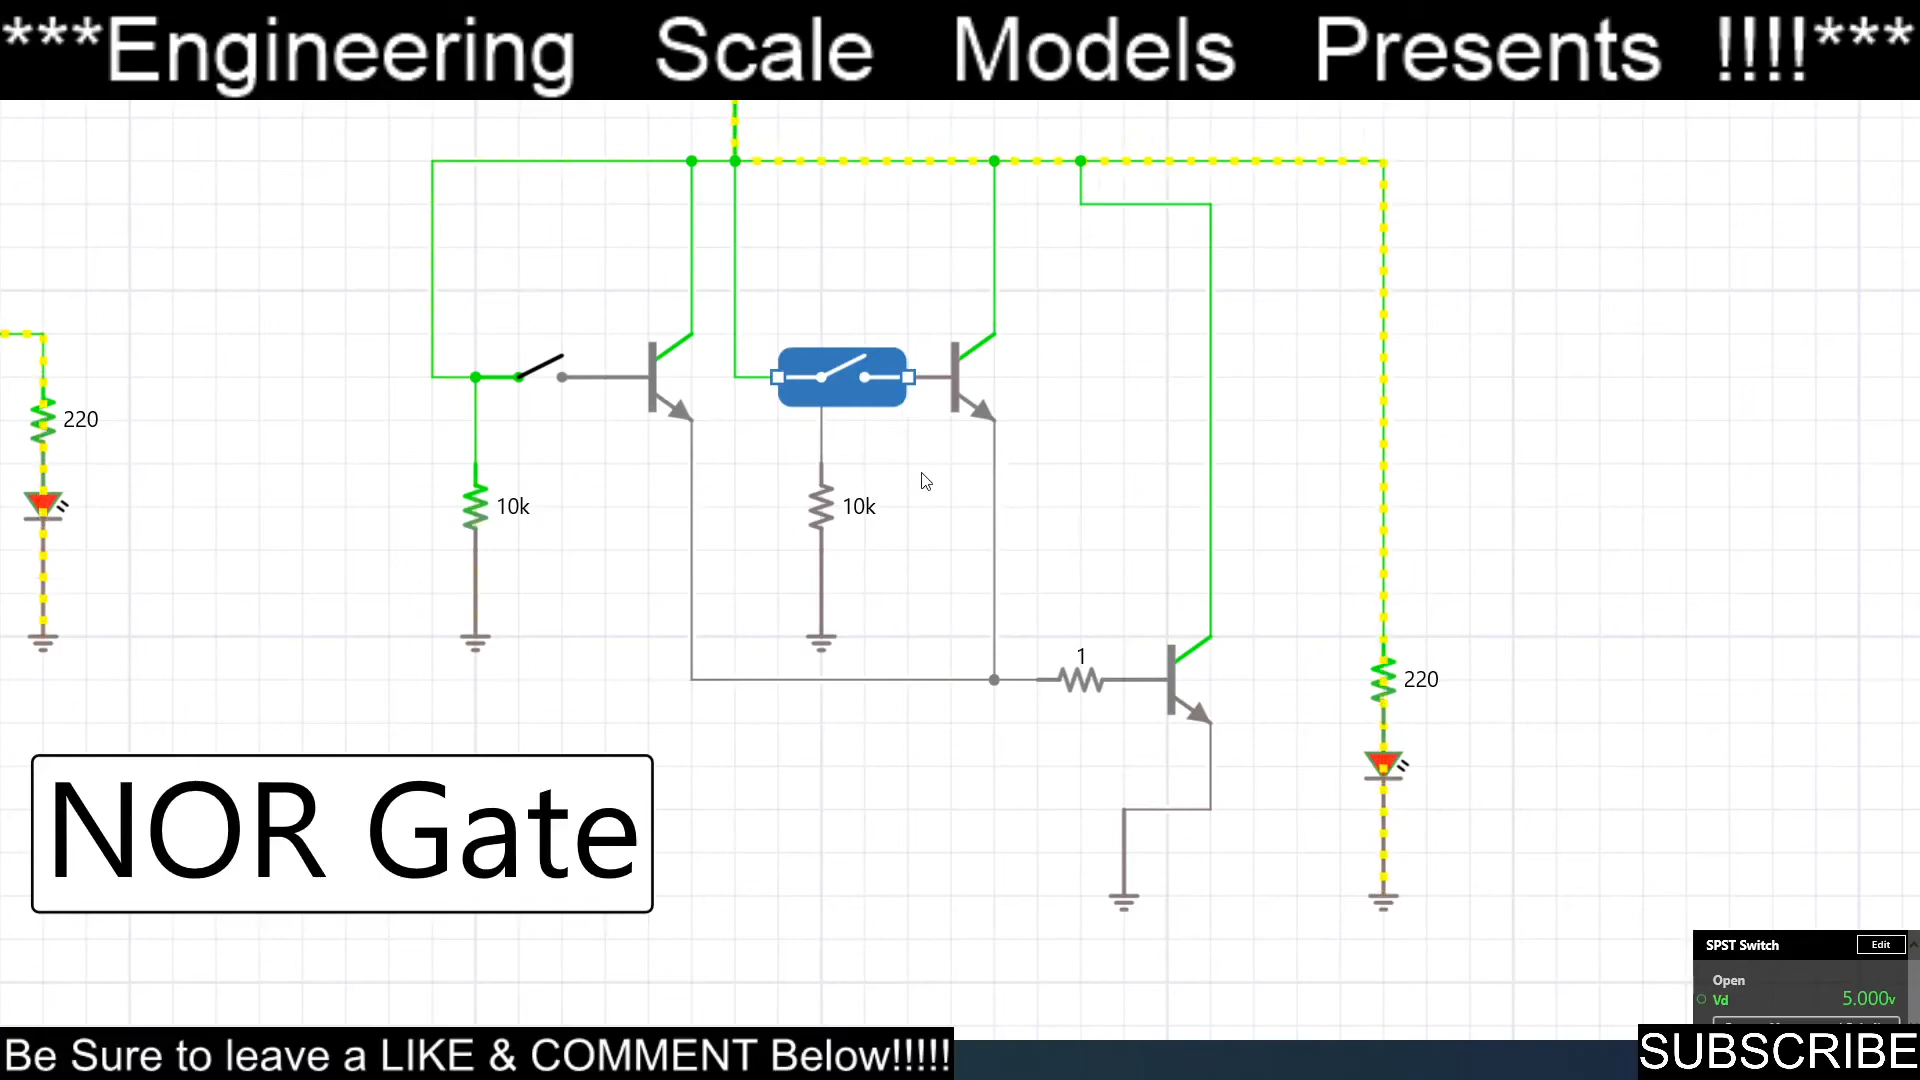 ***Engineering Scale Models Presents !!!!***
220
10k
10k
1
220
NOR Gate
SPST Switch
Edit
Open
Vd 5.000v
Be Sure to leave a LIKE & COMMENT Below!!!!!
SUBSCRIBE